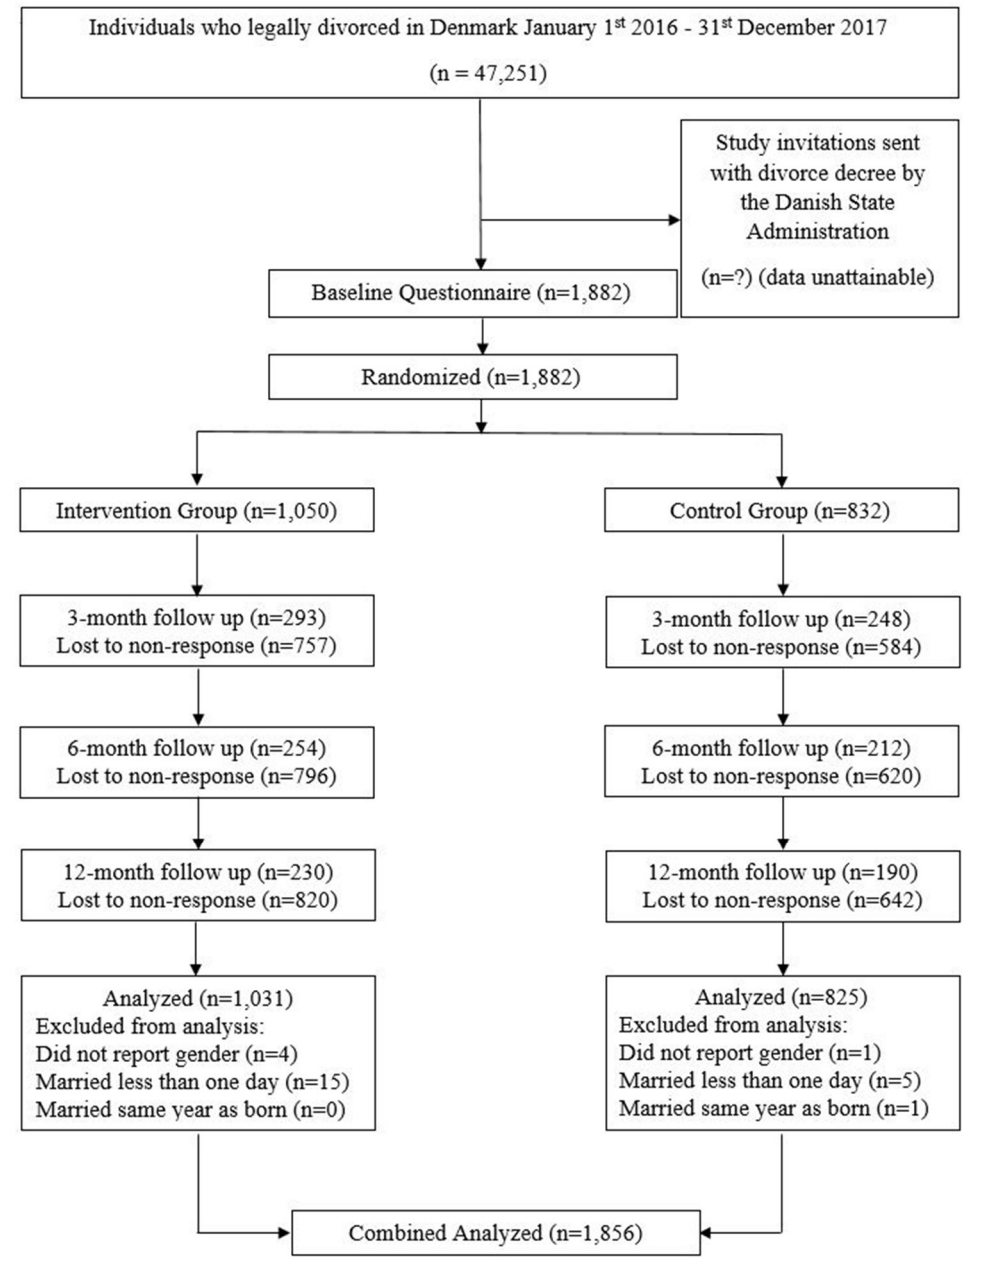 Individuals who legally divorced in Denmark January 1st 2016 - 31st December 2017
(n = 47,251)
Study invitations sent
with divorce decree by
the Danish State
Administration
(n=?) (data unattainable)
Baseline Questionnaire (n=1,882)
Randomized (n=1,882)
Intervention Group (n=1,050)
Control Group (n=832)
3-month follow up (n=293)
Lost to non-response (n=757)
3-month follow up (n=248)
Lost to non-response (n=584)
6-month follow up (n=254)
Lost to non-response (n=796)
6-month follow up (n=212)
Lost to non-response (n=620)
12-month follow up (n=230)
Lost to non-response (n=820)
12-month follow up (n=190)
Lost to non-response (n=642)
Analyzed (n=1,031)
Excluded from analysis:
Did not report gender (n=4)
Married less than one day (n=15)
Married same year as born (n=0)
Analyzed (n=825)
Excluded from analysis:
Did not report gender (n=1)
Married less than one day (n=5)
Married same year as born (n=1)
Combined Analyzed (n=1,856)